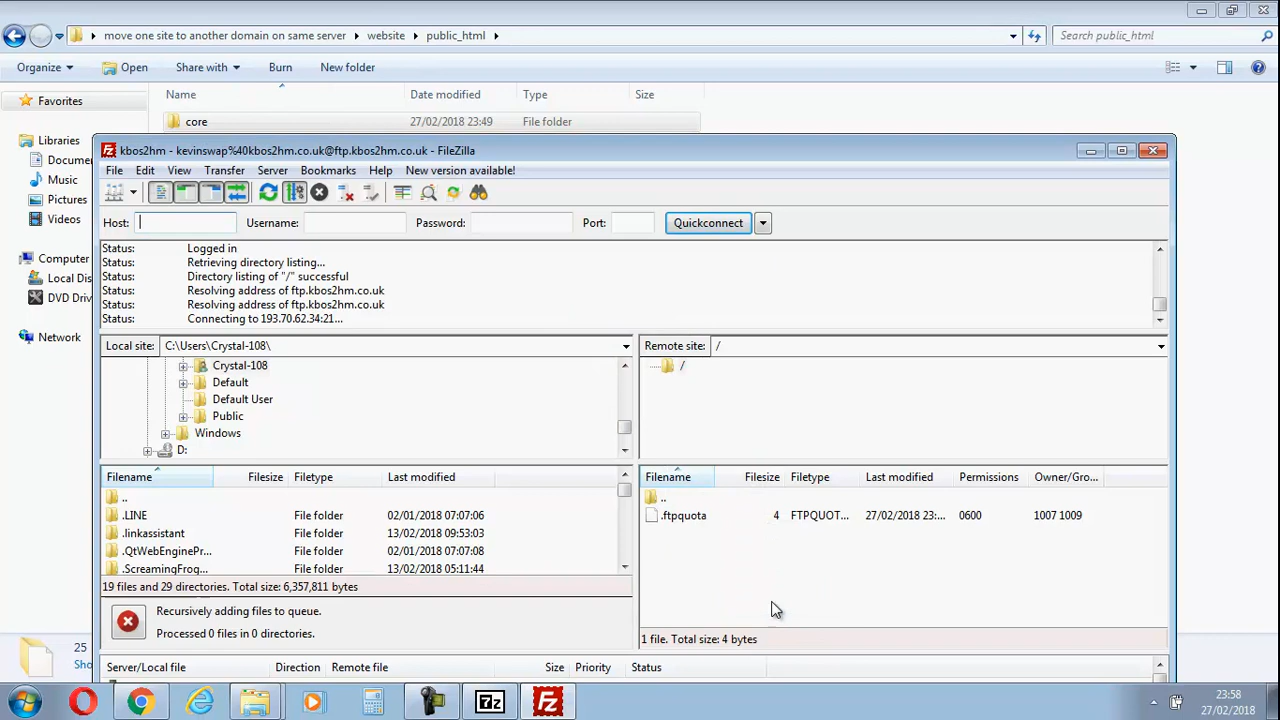 move one site to another domain on same server website public_html Search public_html
Organize Open Share with Burn New folder
Favorites Name Date modified Type Size
core 27/02/2018 23:49 File folder
Libraries
Docume
Music
Pictures
Videos
Computer
Local Dis
DVD Driv
Network
25
Sho
kbos2hm - kevinswap%40kbos2hm.co.uk@ftp.kbos2hm.co.uk - FileZilla
File Edit View Transfer Server Bookmarks Help New version available!
Host: Username: Password: Port: Quickconnect
Status: Logged in
Status: Retrieving directory listing...
Status: Directory listing of "/" successful
Status: Resolving address of ftp.kbos2hm.co.uk
Status: Resolving address of ftp.kbos2hm.co.uk
Status: Connecting to 193.70.62.34:21...
Local site: C:\Users\Crystal-108\
Crystal-108
Default
Default User
Public
Windows
D:
Remote site: /
/
Filename Filesize Filetype Last modified
..
.LINE File folder 02/01/2018 07:07:06
.linkassistant File folder 13/02/2018 09:53:03
.QtWebEnginePr... File folder 02/01/2018 07:07:08
.ScreamingFrog... File folder 13/02/2018 05:11:44
19 files and 29 directories. Total size: 6,357,811 bytes
Filename Filesize Filetype Last modified Permissions Owner/Gro...
..
.ftpquota 4 FTPQUOT... 27/02/2018 23:... 0600 1007 1009
1 file. Total size: 4 bytes
Recursively adding files to queue.
Processed 0 files in 0 directories.
Server/Local file Direction Remote file Size Priority Status
7z
Fz
23:58
27/02/2018